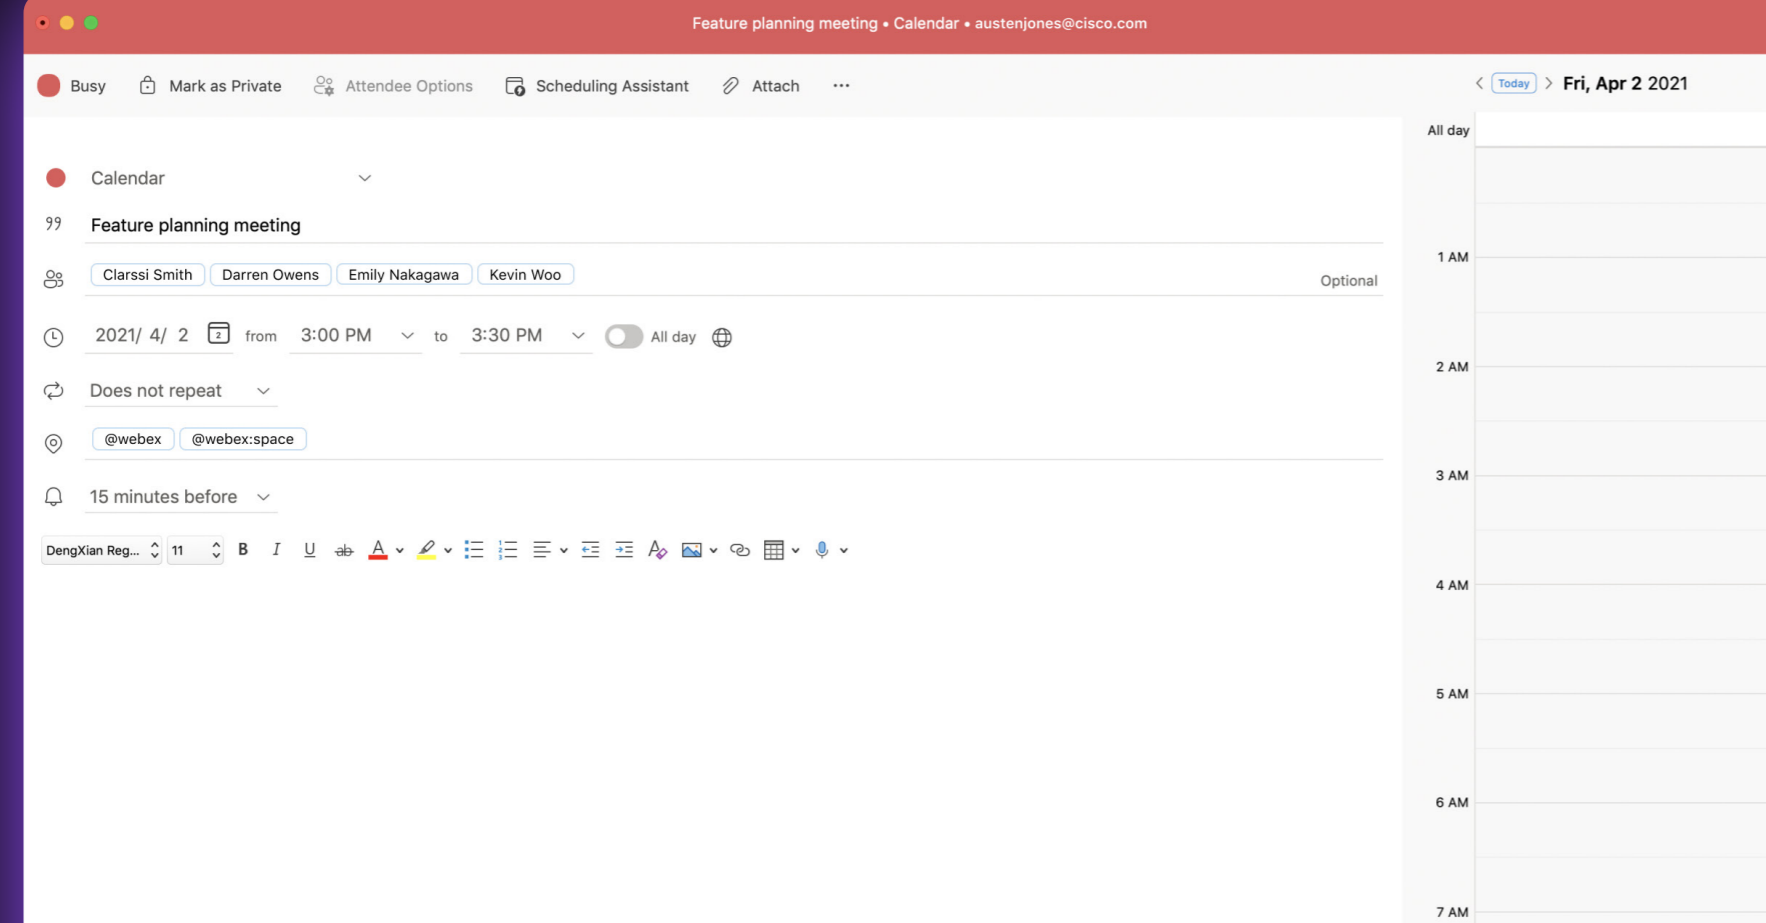 Feature planning meeting • Calendar • austenjones@cisco.com
Busy Mark as Private Attendee Options Scheduling Assistant Attach ...
Calendar
Feature planning meeting
Clarssi Smith Darren Owens Emily Nakagawa Kevin Woo Optional
2021/ 4/ 2 2 from 3:00 PM to 3:30 PM All day
Does not repeat
@webex @webex:space
15 minutes before
DengXian Reg... 11 B I U ab A
Today Fri, Apr 2 2021
All day
1 AM
2 AM
3 AM
4 AM
5 AM
6 AM
7 AM